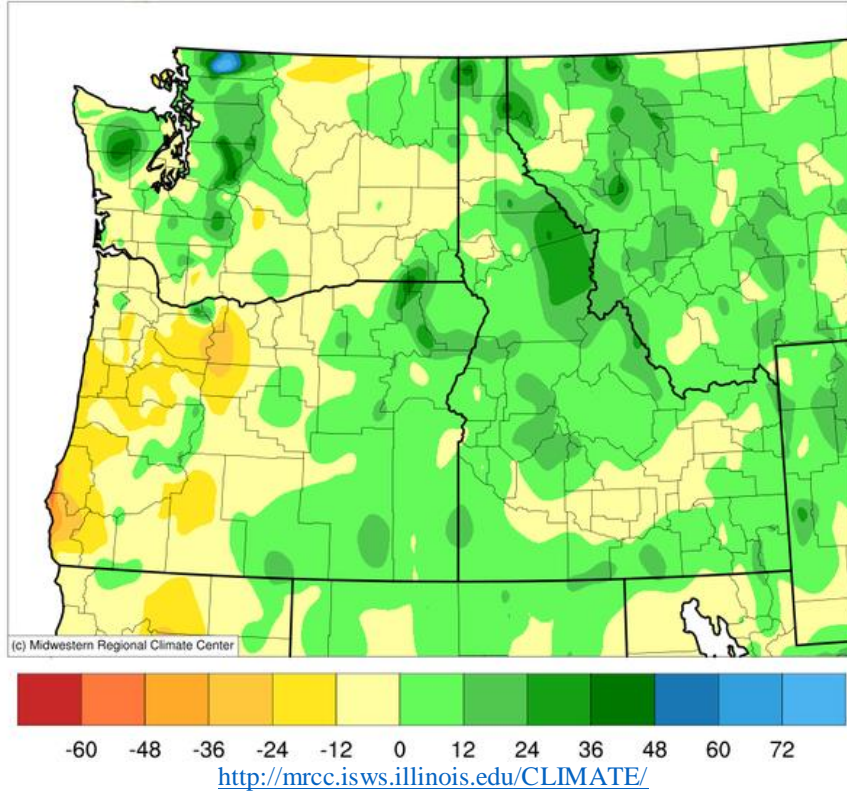 (c) Midwestern Regional Climate Center
-60 -48 -36 -24 -12 0 12 24 36 48 60 72
http://mrcc.isws.illinois.edu/CLIMATE/